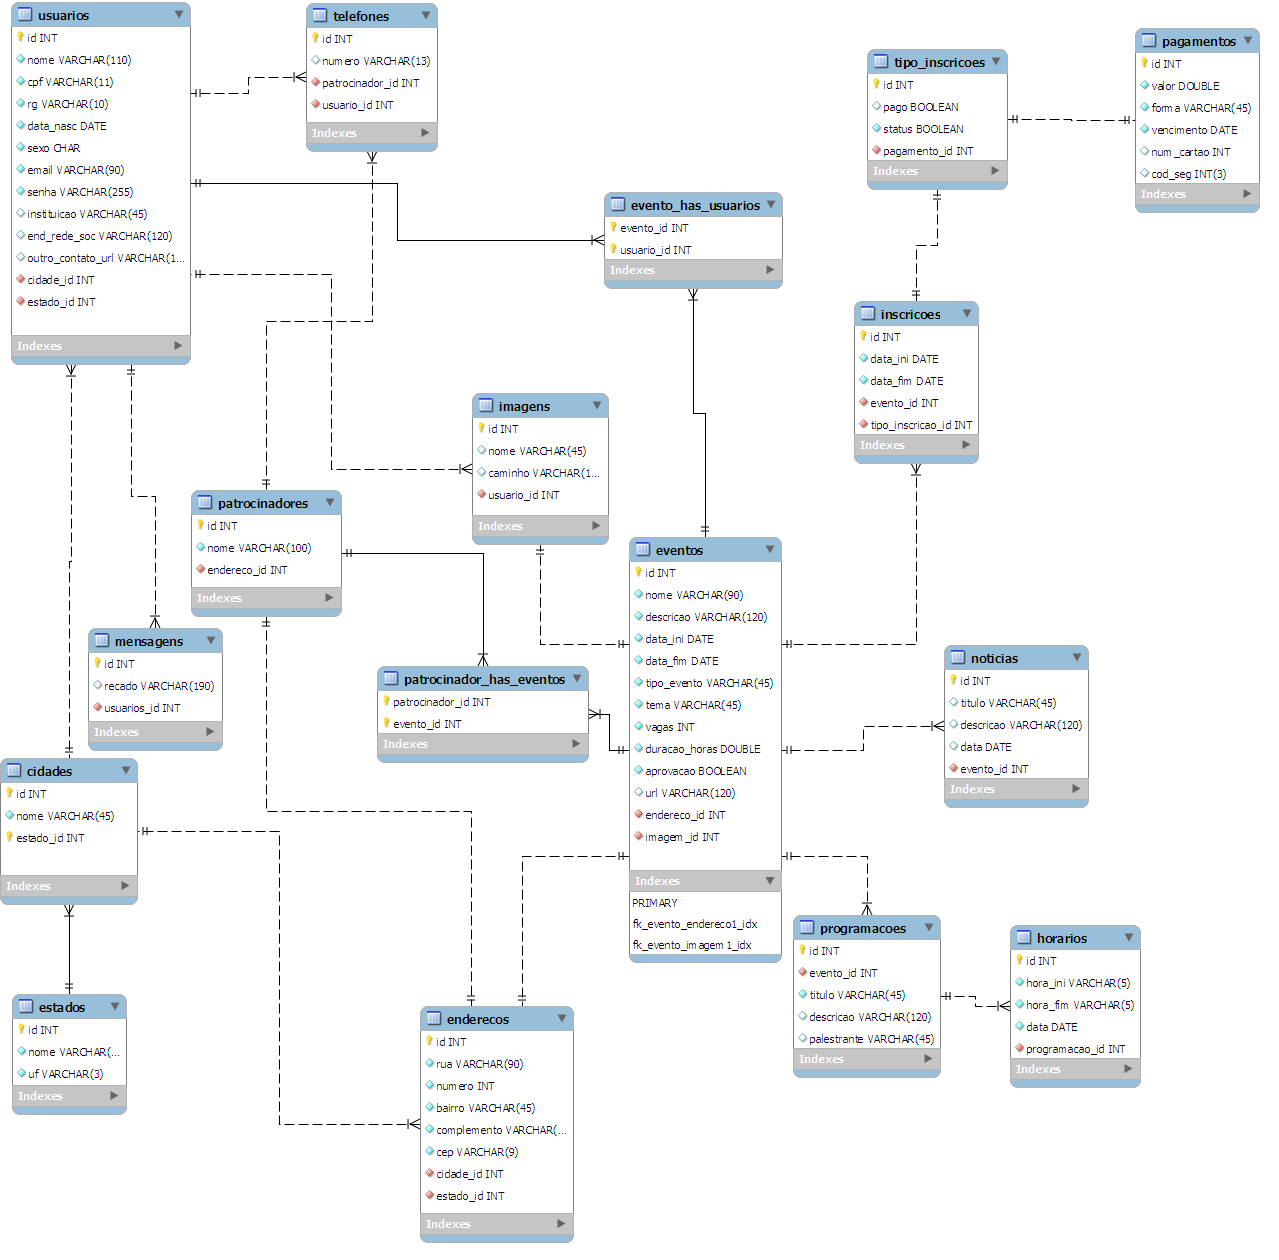 usuarios
id INT
nome VARCHAR(110)
cpf VARCHAR(11)
rg VARCHAR(10)
data_nasc DATE
sexo CHAR
email VARCHAR(90)
senha VARCHAR(255)
instituicao VARCHAR(45)
end_rede_soc VARCHAR(120)
outro_contato_url VARCHAR(1...
cidade_id INT
estado_id INT
Indexes
telefones
id INT
numero VARCHAR(13)
patrocinador_id INT
usuario_id INT
Indexes
tipo_inscricoes
id INT
pago BOOLEAN
status BOOLEAN
pagamento_id INT
Indexes
pagamentos
id INT
valor DOUBLE
forma VARCHAR(45)
vencimento DATE
num_cartao INT
cod_seg INT(3)
Indexes
evento_has_usuarios
evento_id INT
usuario_id INT
Indexes
inscricoes
id INT
data_ini DATE
data_fim DATE
evento_id INT
tipo_inscricao_id INT
Indexes
imagens
id INT
nome VARCHAR(45)
caminho VARCHAR(1...
usuario_id INT
Indexes
patrocinadores
id INT
nome VARCHAR(100)
endereco_id INT
Indexes
eventos
id INT
nome VARCHAR(90)
descricao VARCHAR(120)
data_ini DATE
data_fim DATE
tipo_evento VARCHAR(45)
tema VARCHAR(45)
vagas INT
duracao_horas DOUBLE
aprovacao BOOLEAN
url VARCHAR(120)
endereco_id INT
imagem_id INT
Indexes
PRIMARY
fk_evento_endereco1_idx
fk_evento_imagem1_idx
mensagens
id INT
recado VARCHAR(190)
usuarios_id INT
Indexes
patrocinador_has_eventos
patrocinador_id INT
evento_id INT
Indexes
noticias
id INT
titulo VARCHAR(45)
descricao VARCHAR(120)
data DATE
evento_id INT
Indexes
cidades
id INT
nome VARCHAR(45)
estado_id INT
Indexes
programacoes
id INT
evento_id INT
titulo VARCHAR(45)
descricao VARCHAR(120)
palestrante VARCHAR(45)
Indexes
horarios
id INT
hora_ini VARCHAR(5)
hora_fim VARCHAR(5)
data DATE
programacao_id INT
Indexes
estados
id INT
nome VARCHAR(...
uf VARCHAR(3)
Indexes
enderecos
id INT
rua VARCHAR(90)
numero INT
bairro VARCHAR(45)
complemento VARCHAR(...
cep VARCHAR(9)
cidade_id INT
estado_id INT
Indexes